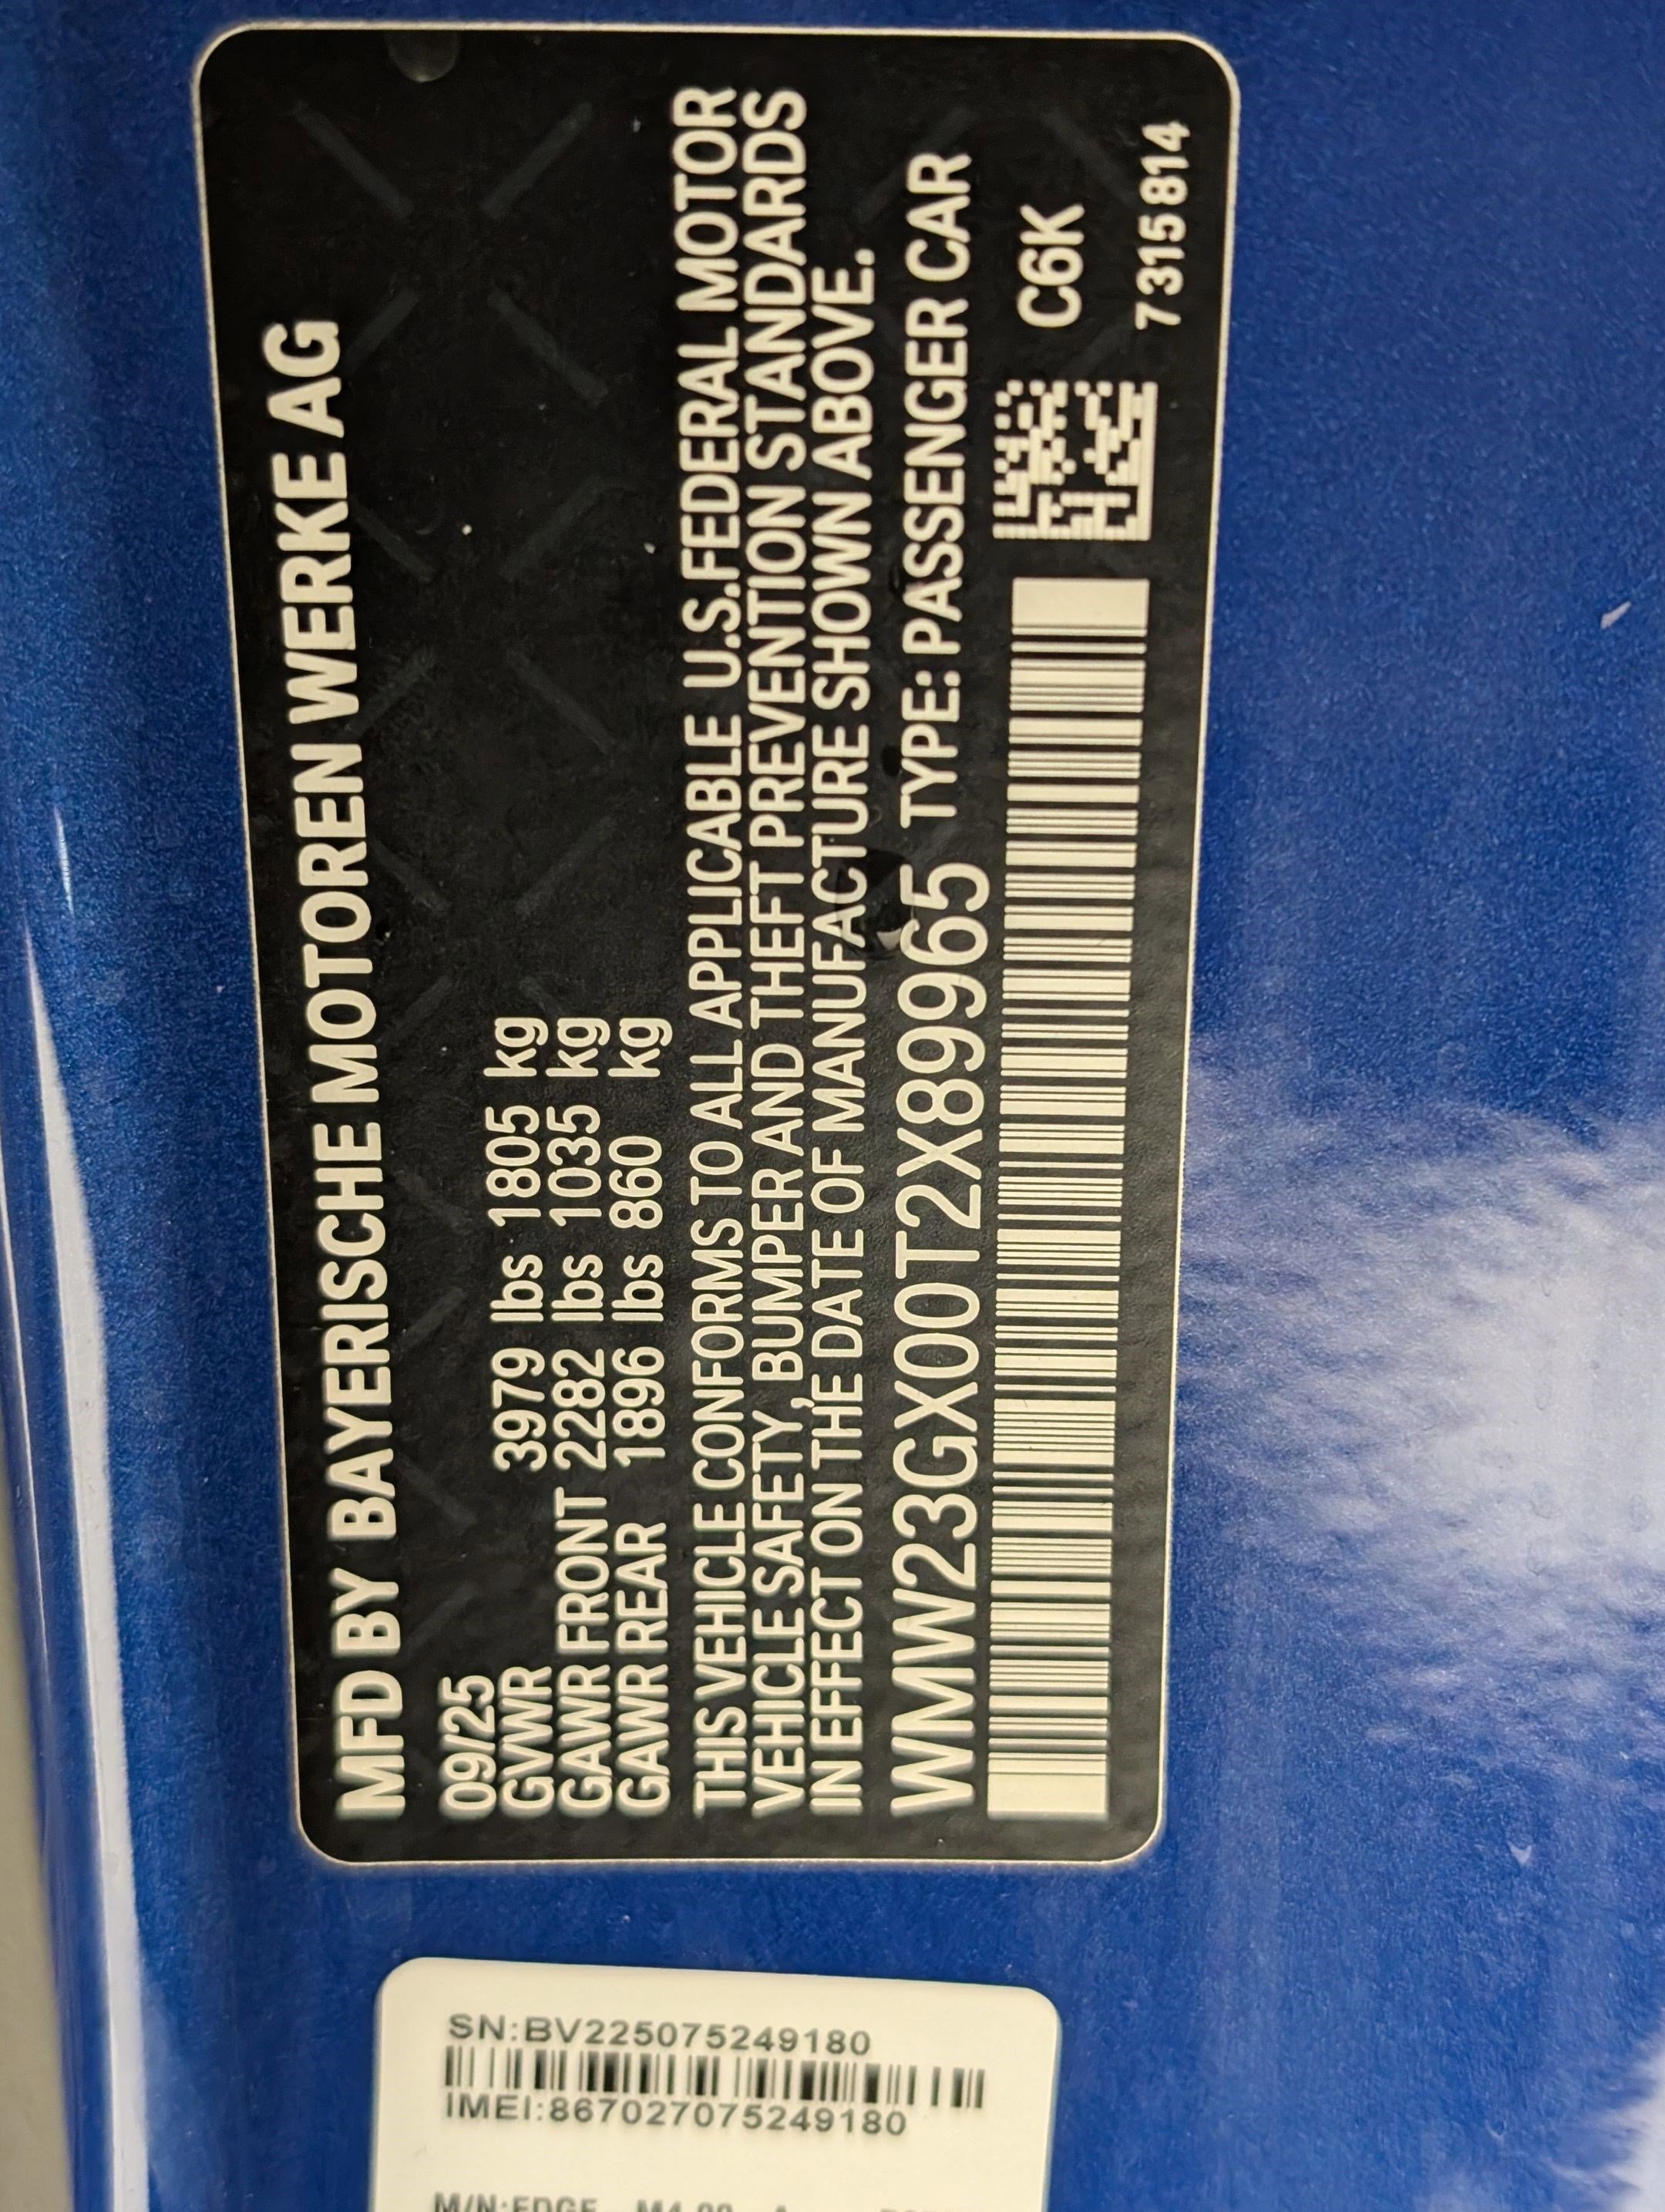 MFD BY BAYERISCHE MOTOREN WERKE AG
09/25
GVWR 3979 lbs 1805 kg
GAWR FRONT 2282 lbs 1035 kg
GAWR REAR 1896 lbs 860 kg
THIS VEHICLE CONFORMS TO ALL APPLICABLE U.S.FEDERAL MOTOR
VEHICLE SAFETY, BUMPER AND THEFT PREVENTION STANDARDS
IN EFFECT ON THE DATE OF MANUFACTURE SHOWN ABOVE.
WMW23GX00T2X89965 TYPE: PASSENGER CAR
C6K
7315814
SN:BV225075249180
IMEI:867027075249180
M/N:EDGE